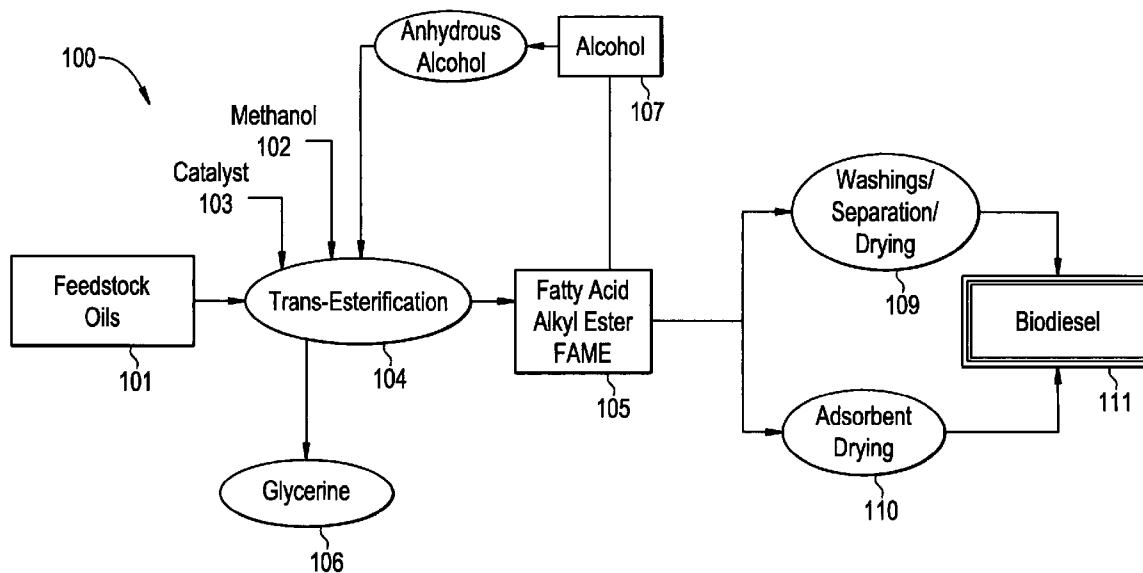 100
Anhydrous
Alcohol
Alcohol
107
Methanol
102
Catalyst
103
Feedstock
Oils
101
Trans-Esterification
104
Fatty Acid
Alkyl Ester
FAME
105
Glycerine
106
Washings/
Separation/
Drying
109
Adsorbent
Drying
110
Biodiesel
111